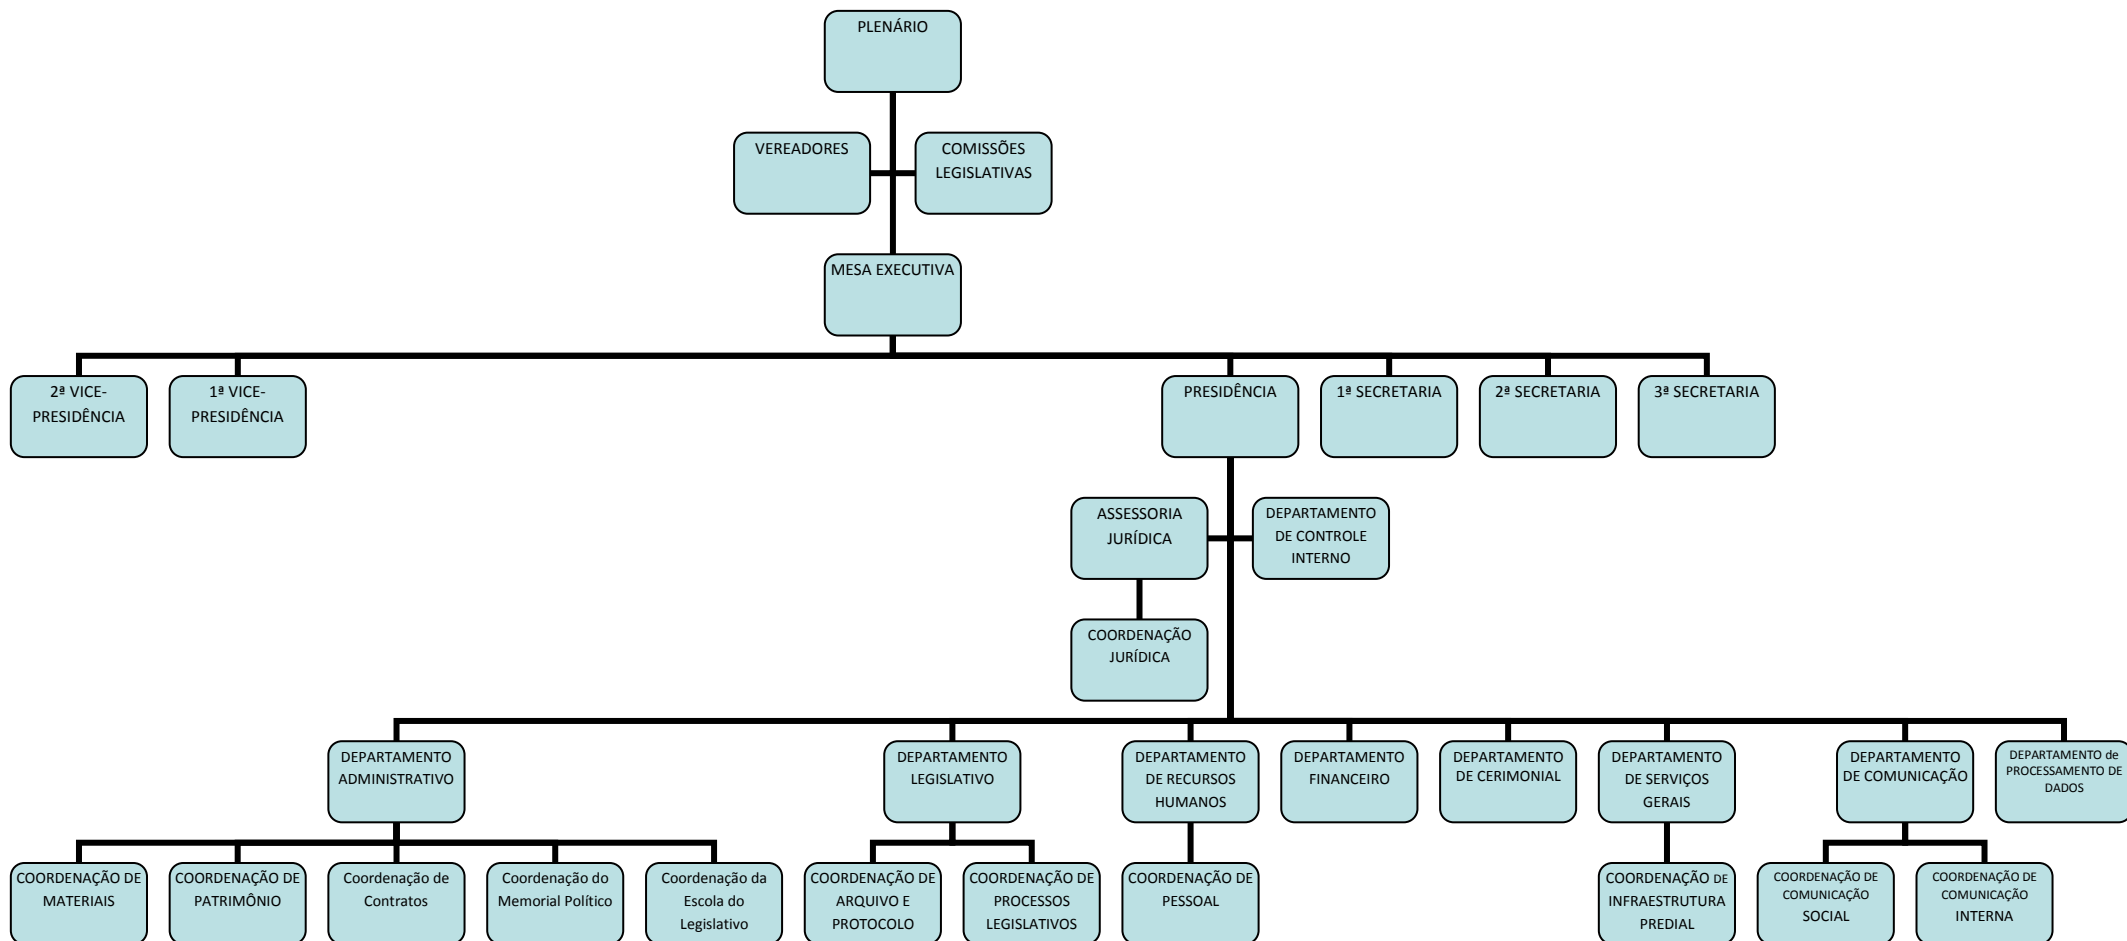 PLENÁRIO
VEREADORES
COMISSÕES
LEGISLATIVAS
MESA EXECUTIVA
2ª VICE-
PRESIDÊNCIA
1ª VICE-
PRESIDÊNCIA
PRESIDÊNCIA
1ª SECRETARIA
2ª SECRETARIA
3ª SECRETARIA
ASSESSORIA
JURÍDICA
DEPARTAMENTO
DE CONTROLE
INTERNO
COORDENAÇÃO
JURÍDICA
DEPARTAMENTO
ADMINISTRATIVO
DEPARTAMENTO
LEGISLATIVO
DEPARTAMENTO
DE RECURSOS
HUMANOS
DEPARTAMENTO
FINANCEIRO
DEPARTAMENTO
DE CERIMONIAL
DEPARTAMENTO
DE SERVIÇOS
GERAIS
DEPARTAMENTO
DE COMUNICAÇÃO
DEPARTAMENTO de
PROCESSAMENTO DE
DADOS
COORDENAÇÃO DE
MATERIAIS
COORDENAÇÃO DE
PATRIMÔNIO
Coordenação de
Contratos
Coordenação do
Memorial Político
Coordenação da
Escola do
Legislativo
COORDENAÇÃO DE
ARQUIVO E
PROTOCOLO
COORDENAÇÃO DE
PROCESSOS
LEGISLATIVOS
COORDENAÇÃO DE
PESSOAL
COORDENAÇÃO DE
INFRAESTRUTURA
PREDIAL
COORDENAÇÃO DE
COMUNICAÇÃO
SOCIAL
COORDENAÇÃO DE
COMUNICAÇÃO
INTERNA